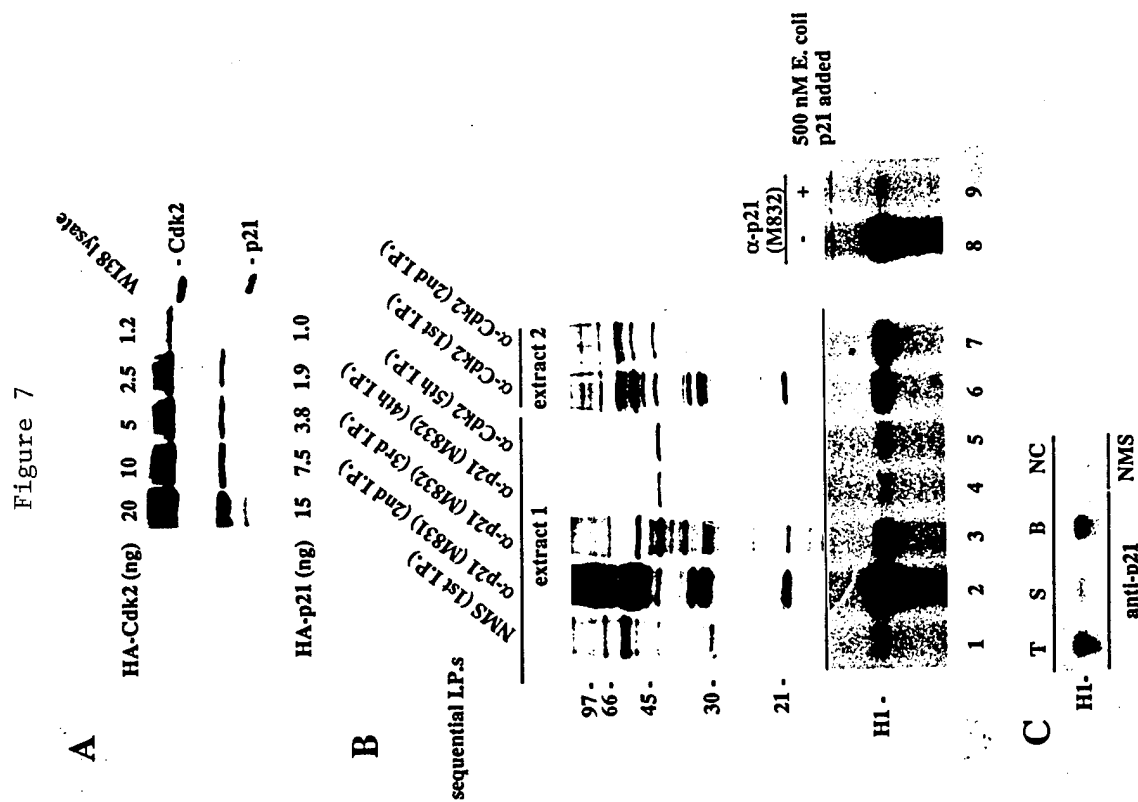 Figure 7
A
HA-Cdk2 (ng) 20 10 5 2.5 1.2 WI38 lysate
- Cdk2
- p21
HA-p21 (ng) 15 7.5 3.8 1.9 1.0
B
sequential I.P.s
NMS (1st I.P.)
α-p21 (M831) (2nd I.P.)
α-p21 (M832) (3rd I.P.)
α-p21 (M832) (4th I.P.)
α-Cdk2 (5th I.P.)
α-Cdk2 (1st I.P.)
α-Cdk2 (2nd I.P.)
extract 1 extract 2
97 -
66 -
45 -
30 -
21 -
α-p21
(M832)
- +
500 nM E. coli
p21 added
H1 -
1 2 3 4 5 6 7 8 9
C
T S B NC
H1-
anti-p21 NMS